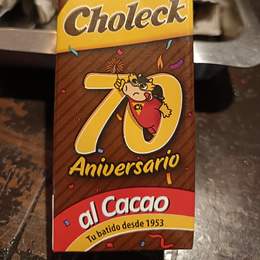 Choleck
70
Aniversario
al Cacao
Tu batido desde 1953